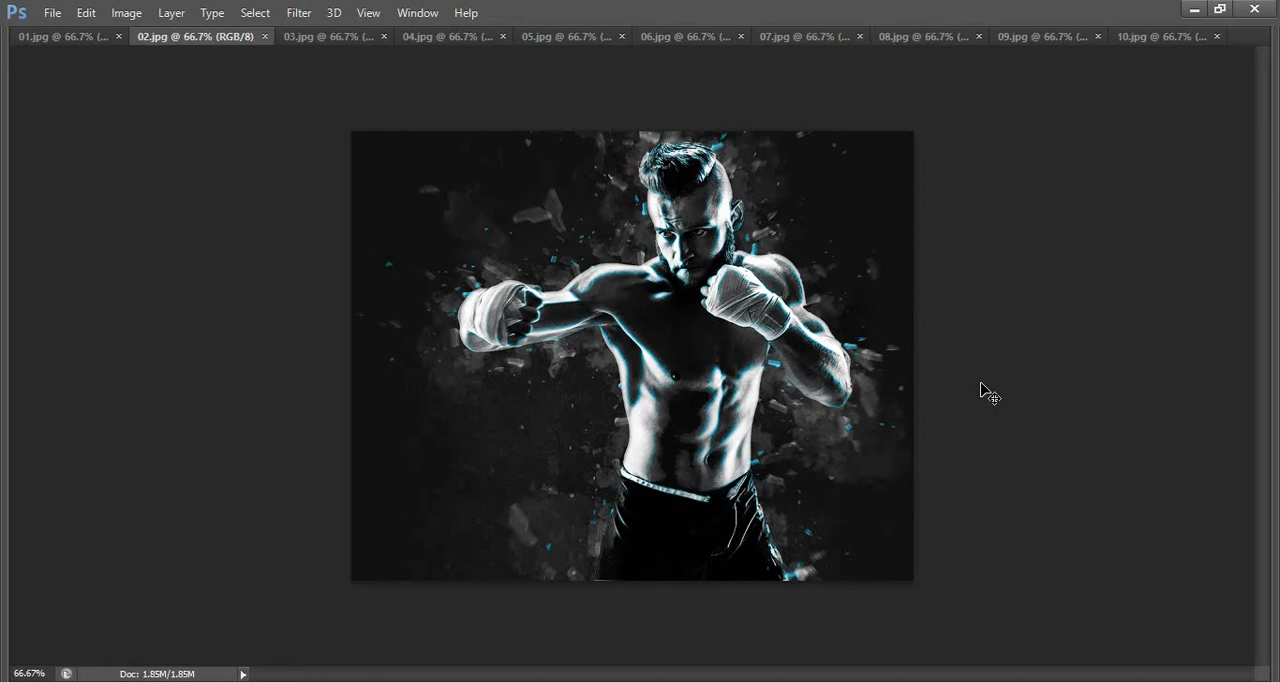 Ps File Edit Image Layer Type Select Filter 3D View Window Help
01.jpg @ 66.7% (... × 02.jpg @ 66.7% (RGB/8) × 03.jpg @ 66.7% (... × 04.jpg @ 66.7% (... × 05.jpg @ 66.7% (... × 06.jpg @ 66.7% (... × 07.jpg @ 66.7% (... × 08.jpg @ 66.7% (... × 09.jpg @ 66.7% (... × 10.jpg @ 66.7% (... ×
66.67% Doc: 1.85M/1.85M